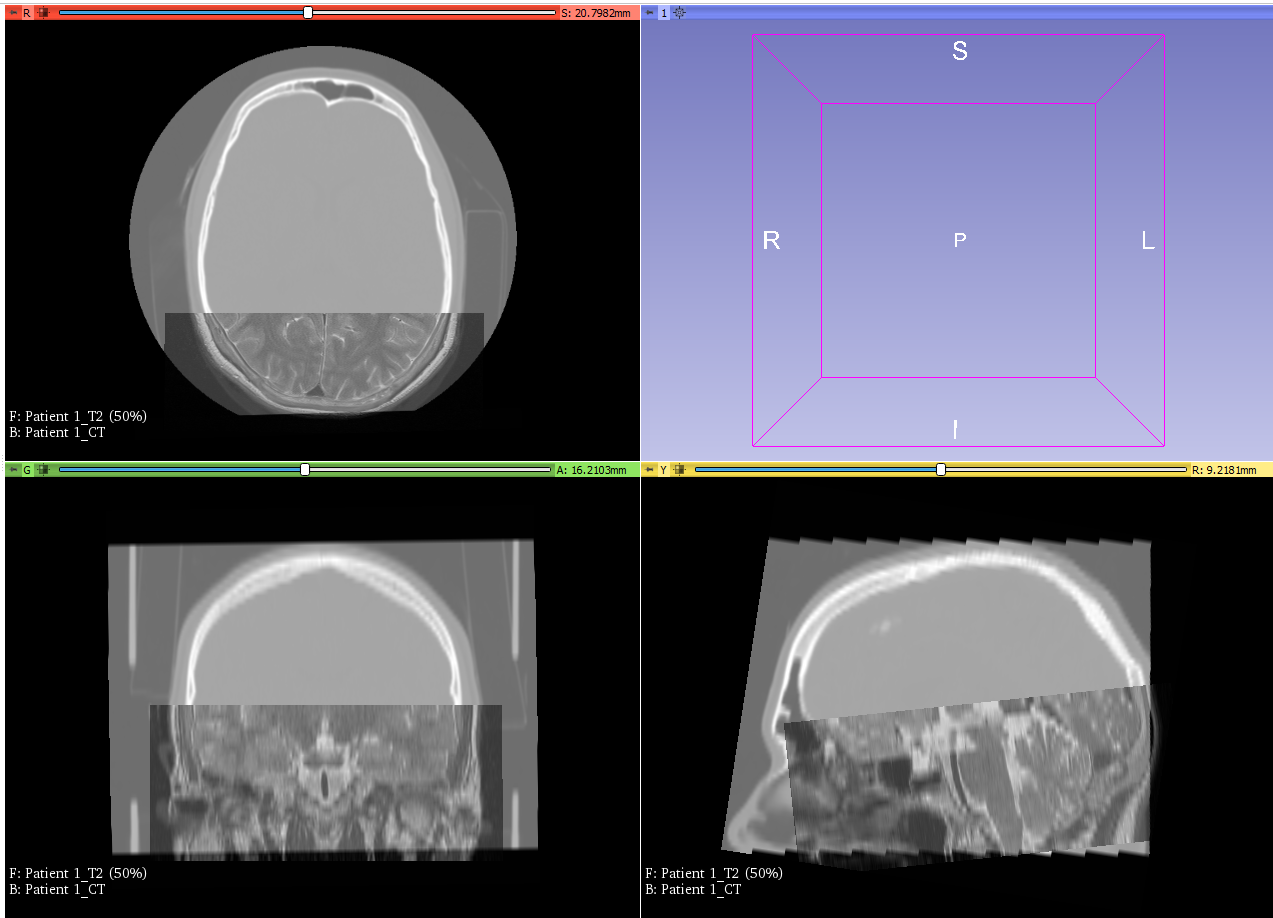 R S: 20.7982mm
1
S
R P L
I
F: Patient 1_T2 (50%)
B: Patient 1_CT
G A: 16.2103mm
Y R: 9.2181mm
F: Patient 1_T2 (50%)
B: Patient 1_CT
F: Patient 1_T2 (50%)
B: Patient 1_CT